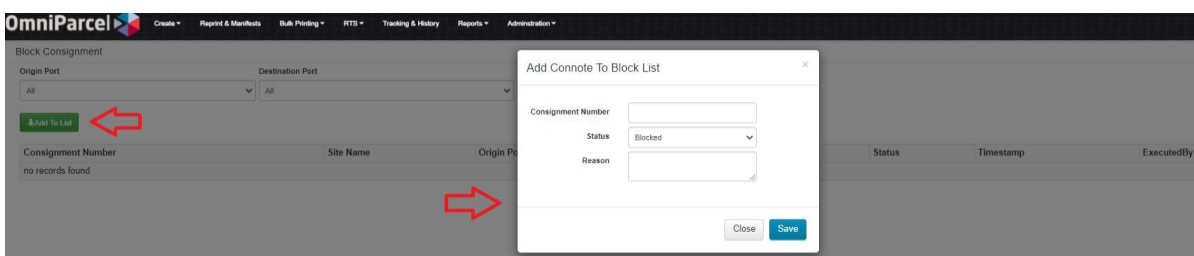 OmniParcel Create Reprint & Manifests Bulk Printing RTS Tracking & History Reports Adminstration
Block Consignment
Origin Port Destination Port
All All
Add To List
Consignment Number Site Name Origin Po Status Timestamp ExecutedBy
no records found
Add Connote To Block List ×
Consignment Number
Status Blocked
Reason
Close Save